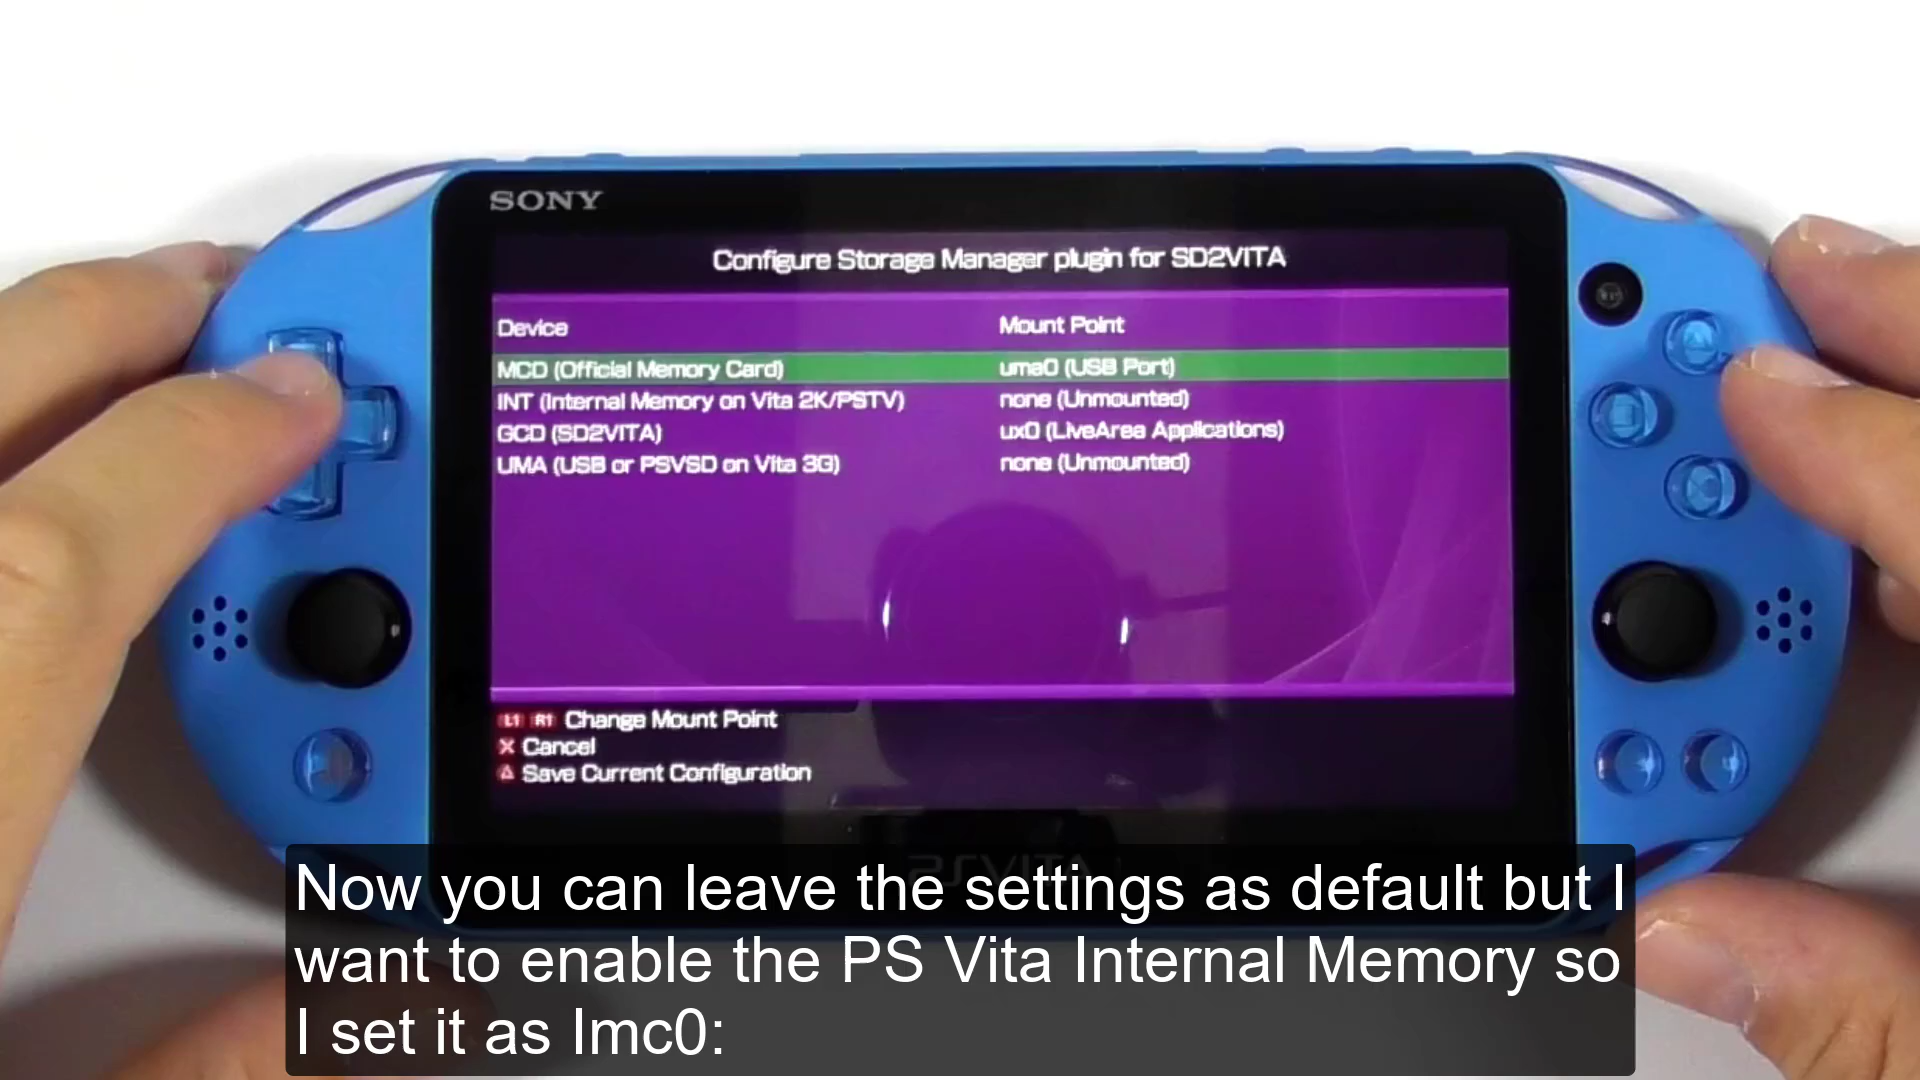 SONY
Configure Storage Manager plugin for SD2VITA
Device Mount Point
MCD (Official Memory Card) uma0 (USB Port)
INT (Internal Memory on Vita 2K/PSTV) none (Unmounted)
GCD (SD2VITA) ux0 (LiveArea Applications)
UMA (USB or PSVSD on Vita 3G) none (Unmounted)
L1 R1 Change Mount Point
X Cancel
△ Save Current Configuration
PSVITA
Now you can leave the settings as default but I
want to enable the PS Vita Internal Memory so
I set it as Imc0: